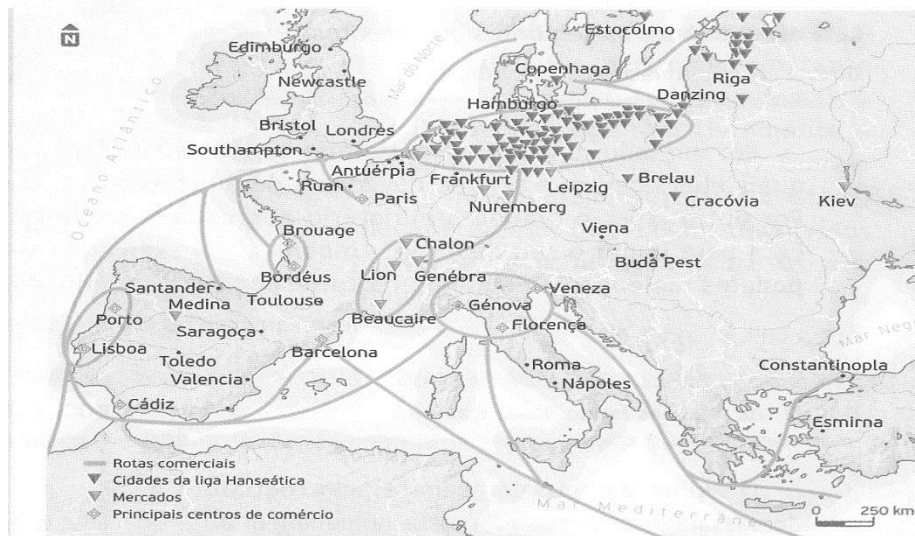 N
Estocolmo
Edimburgo
Mar do Norte
Copenhaga
Riga
Newcastle
Danzing
Hamburgo
Oceano Atlântico
Bristol
Londres
Southampton
Antuérpia
Frankfurt
Leipzig
Brelau
Ruan
Paris
Nuremberg
Cracóvia
Kiev
Brouage
Chalon
Viena
Bordéus
Lion
Genébra
Buda Pest
Santander
Toulouse
Veneza
Medina
Génova
Porto
Beaucaire
Florença
Mar Neg
Saragoça
Lisboa
Barcelona
Toledo
Roma
Constantinopla
Valencia
Nápoles
Cádiz
Esmirna
Rotas comerciais
Cidades da liga Hanseática
Mercados
Principais centros de comércio
Mar Mediterrâneo
0 250 km